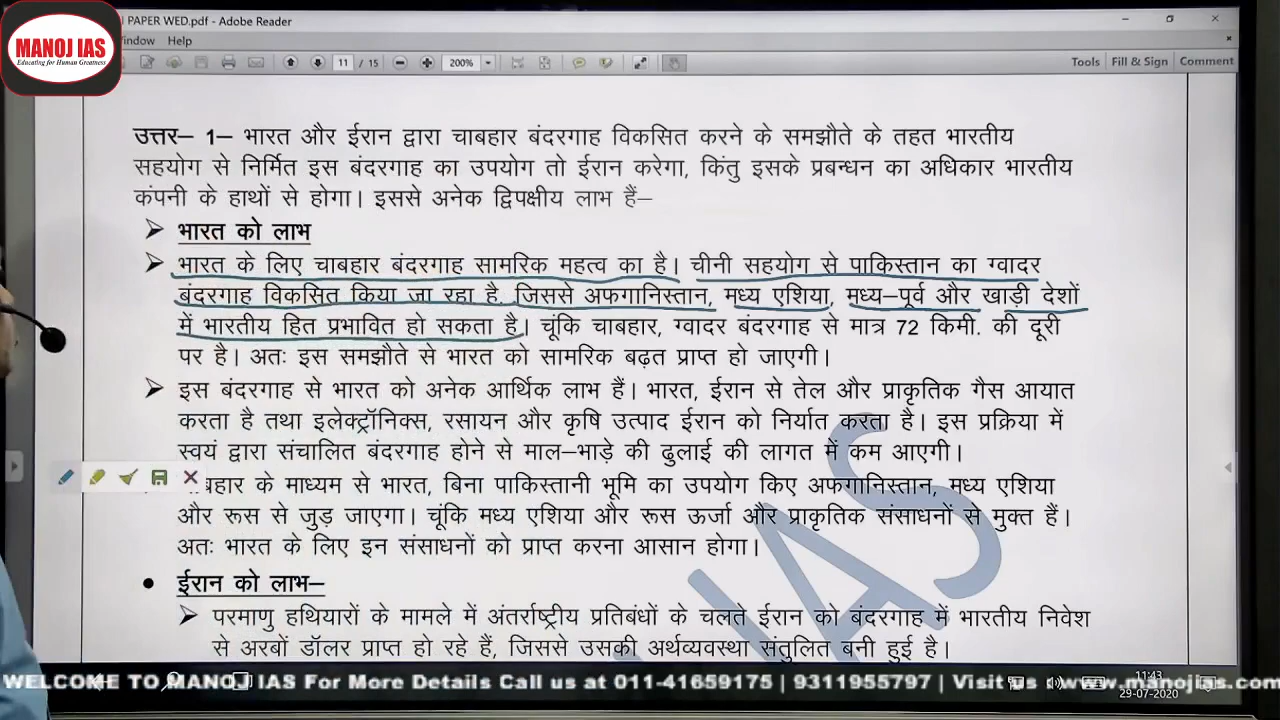 MANOJ IAS
Educating for Human Greatness
PAPER WED.pdf - Adobe Reader
indow Help
11 / 15 200% Tools Fill & Sign Comment
उत्तर– 1– भारत और ईरान द्वारा चाबहार बंदरगाह विकसित करने के समझौते के तहत भारतीय
सहयोग से निर्मित इस बंदरगाह का उपयोग तो ईरान करेगा, किंतु इसके प्रबन्धन का अधिकार भारतीय
कंपनी के हाथों से होगा। इससे अनेक द्विपक्षीय लाभ हैं–
भारत को लाभ
भारत के लिए चाबहार बंदरगाह सामरिक महत्व का है। चीनी सहयोग से पाकिस्तान का ग्वादर
बंदरगाह विकसित किया जा रहा है, जिससे अफगानिस्तान, मध्य एशिया, मध्य–पूर्व और खाड़ी देशों
में भारतीय हित प्रभावित हो सकता है। चूंकि चाबहार, ग्वादर बंदरगाह से मात्र 72 किमी. की दूरी
पर है। अतः इस समझौते से भारत को सामरिक बढ़त प्राप्त हो जाएगी।
इस बंदरगाह से भारत को अनेक आर्थिक लाभ हैं। भारत, ईरान से तेल और प्राकृतिक गैस आयात
करता है तथा इलेक्ट्रॉनिक्स, रसायन और कृषि उत्पाद ईरान को निर्यात करता है। इस प्रक्रिया में
स्वयं द्वारा संचालित बंदरगाह होने से माल–भाड़े की ढुलाई की लागत में कम आएगी।
बहार के माध्यम से भारत, बिना पाकिस्तानी भूमि का उपयोग किए अफगानिस्तान, मध्य एशिया
और रूस से जुड़ जाएगा। चूंकि मध्य एशिया और रूस ऊर्जा और प्राकृतिक संसाधनों से मुक्त हैं।
अतः भारत के लिए इन संसाधनों को प्राप्त करना आसान होगा।
ईरान को लाभ–
परमाणु हथियारों के मामले में अंतर्राष्ट्रीय प्रतिबंधों के चलते ईरान को बंदरगाह में भारतीय निवेश
से अरबों डॉलर प्राप्त हो रहे हैं, जिससे उसकी अर्थव्यवस्था संतुलित बनी हुई है।
IAS
WELCOME TO MANOJ IAS For More Details Call us at 011-41659175 | 9311955797 | Visit us : www.manojias.com
11:43
29-07-2020